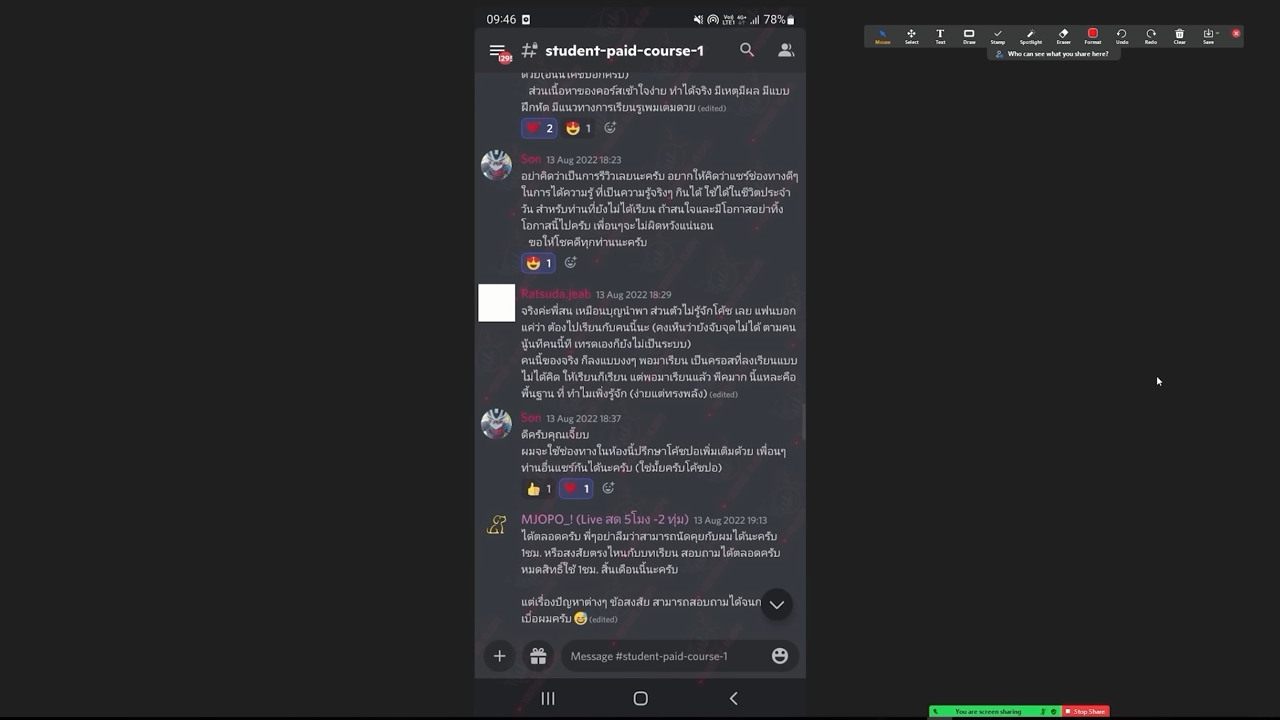 09:46
Vo) 4G+ LTE1 78%
129
# student-paid-course-1
ด้วย(อันนี้โค้ชบอกครับ)
ส่วนเนื้อหาของคอร์สเข้าใจง่าย ทำได้จริง มีเหตุมีผล มีแบบ
ฝึกหัด มีแนวทางการเรียนรู้เพิ่มเติมด้วย (edited)
2 1
Son 13 Aug 2022 18:23
อย่าคิดว่าเป็นการรีวิวเลยนะครับ อยากให้คิดว่าแชร์ช่องทางดีๆ
ในการได้ความรู้ ที่เป็นความรู้จริงๆ กินได้ ใช้ได้ในชีวิตประจำ
วัน สำหรับท่านที่ยังไม่ได้เรียน ถ้าสนใจและมีโอกาสอย่าทิ้ง
โอกาสนี้ไปครับ เพื่อนๆจะไม่ผิดหวังแน่นอน
ขอให้โชคดีทุกท่านนะครับ
1
Ratsuda.jeab 13 Aug 2022 18:29
จริงค่ะพี่สน เหมือนบุญนำพา ส่วนตัวไม่รู้จักโค้ช เลย แฟนบอก
แค่ว่า ต้องไปเรียนกับคนนี้นะ (คงเห็นว่ายังจับจุดไม่ได้ ตามคน
นู้นทีคนนี้ที เทรดเองก็ยังไม่เป็นระบบ)
คนนี้ของจริง ก็ลงแบบงงๆ พอมาเรียน เป็นครอสที่ลงเรียนแบบ
ไม่ได้คิด ให้เรียนก็เรียน แต่พอมาเรียนแล้ว พีคมาก นี้แหละคือ
พื้นฐาน ที่ ทำไมเพิ่งรู้จัก (ง่ายแต่ทรงพลัง) (edited)
Son 13 Aug 2022 18:37
ดีครับคุณเจี๊ยบ
ผมจะใช้ช่องทางในห้องนี้ปรึกษาโค้ชปอเพิ่มเติมด้วย เพื่อนๆ
ท่านอื่นแชร์กันได้นะครับ (ใช่มั้ยครับโค้ชปอ)
1 1
MJOPO_! (Live สด 5โมง -2 ทุ่ม) 13 Aug 2022 19:13
ได้ตลอดครับ พี่ๆอย่าลืมว่าสามารถนัดคุยกับผมได้นะครับ
1ชม. หรือสงสัยตรงไหนกับบทเรียน สอบถามได้ตลอดครับ
หมดสิทธิ์ใช้ 1ชม. สิ้นเดือนนี้นะครับ
แต่เรื่องปัญหาต่างๆ ข้อสงสัย สามารถสอบถามได้จนก
เบื่อผมครับ (edited)
Message #student-paid-course-1
Mouse Select Text Draw Stamp Spotlight Eraser Format Undo Redo Clear Save
Who can see what you share here?
You are screen sharing Stop Share